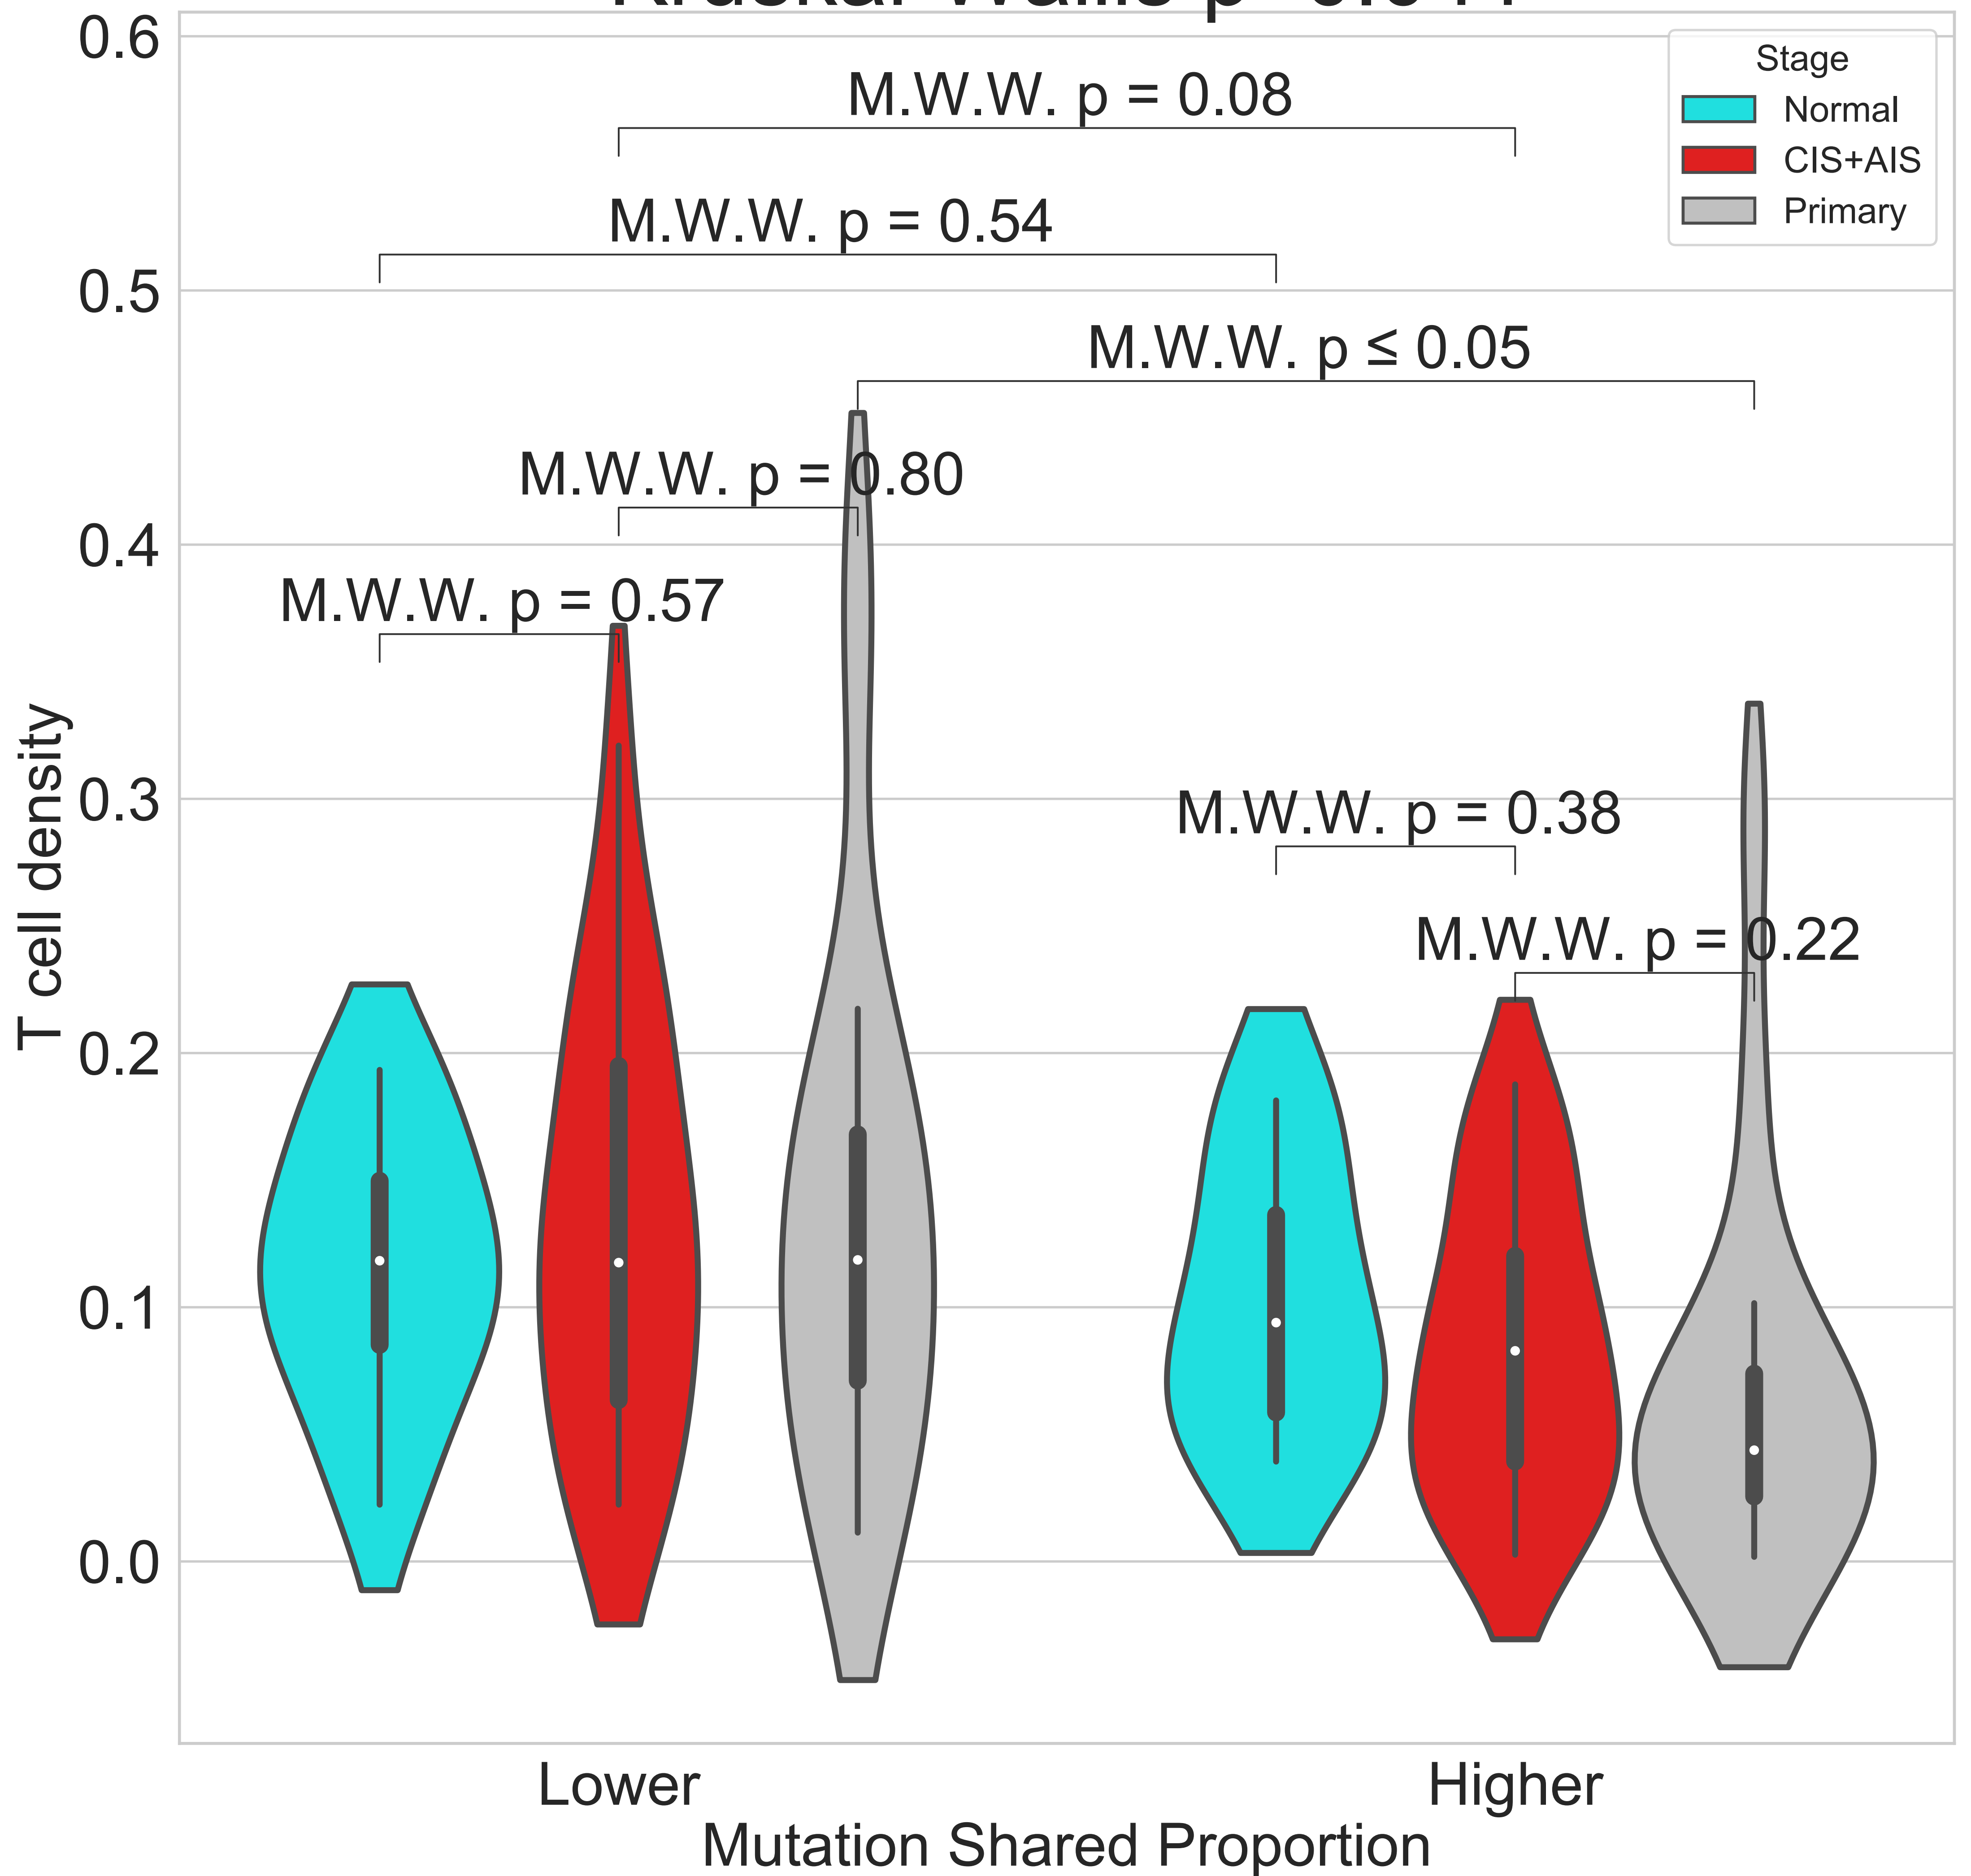 0.6
0.5
0.4
0.3
0.2
0.1
0.0
T cell density
M.W.W. p = 0.08
M.W.W. p = 0.54
M.W.W. p ≤ 0.05
M.W.W. p = 0.80
M.W.W. p = 0.57
M.W.W. p = 0.38
M.W.W. p = 0.22
Stage
Normal
CIS+AIS
Primary
Lower
Higher
Mutation Shared Proportion